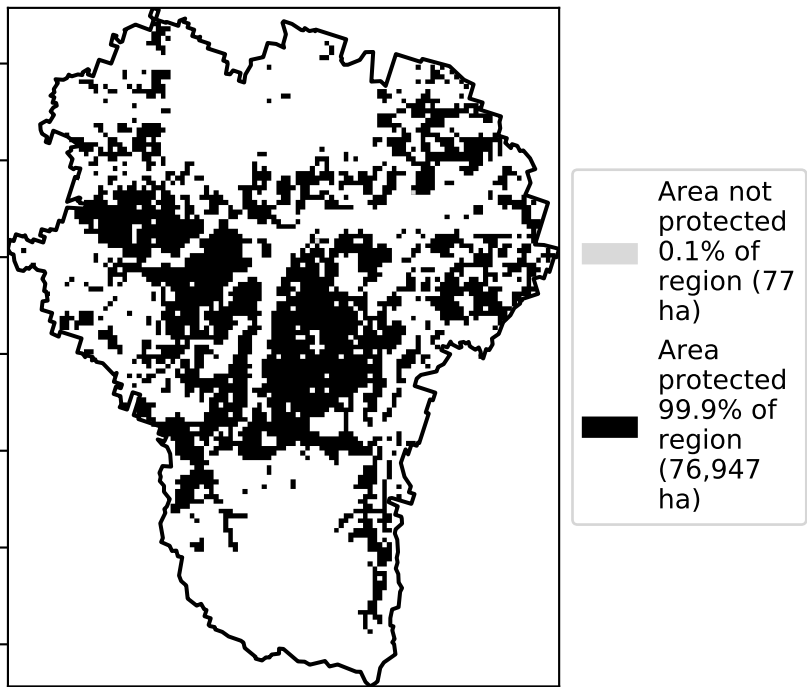 Area not
protected
0.1% of
region (77
ha)
Area
protected
99.9% of
region
(76,947
ha)